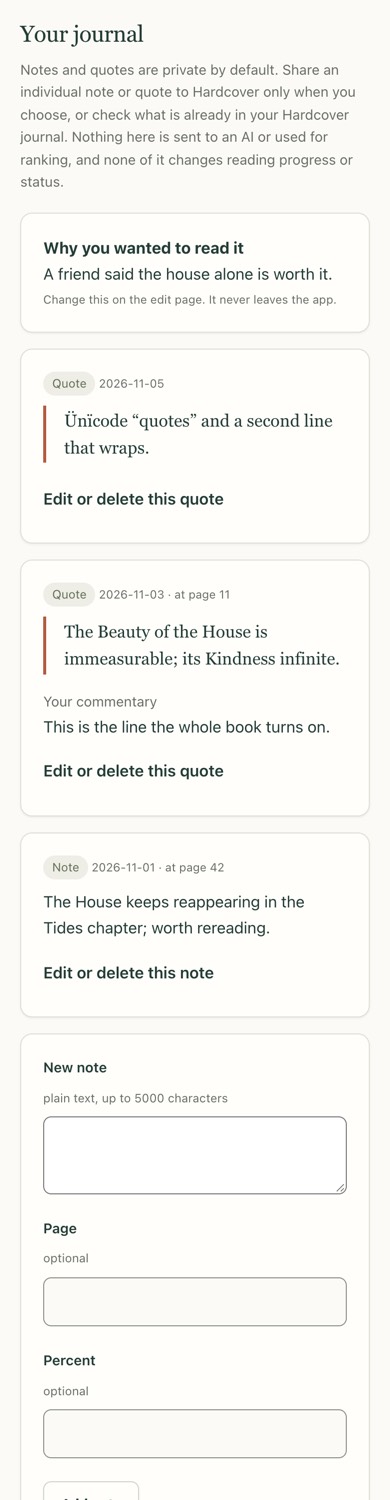 Your journal
Notes and quotes are private by default. Share an
individual note or quote to Hardcover only when you
choose, or check what is already in your Hardcover
journal. Nothing here is sent to an AI or used for
ranking, and none of it changes reading progress or
status.
Why you wanted to read it
A friend said the house alone is worth it.
Change this on the edit page. It never leaves the app.
Quote 2026-11-05
Ünïcode “quotes” and a second line
that wraps.
Edit or delete this quote
Quote 2026-11-03 · at page 11
The Beauty of the House is
immeasurable; its Kindness infinite.
Your commentary
This is the line the whole book turns on.
Edit or delete this quote
Note 2026-11-01 · at page 42
The House keeps reappearing in the
Tides chapter; worth rereading.
Edit or delete this note
New note
plain text, up to 5000 characters
Page
optional
Percent
optional